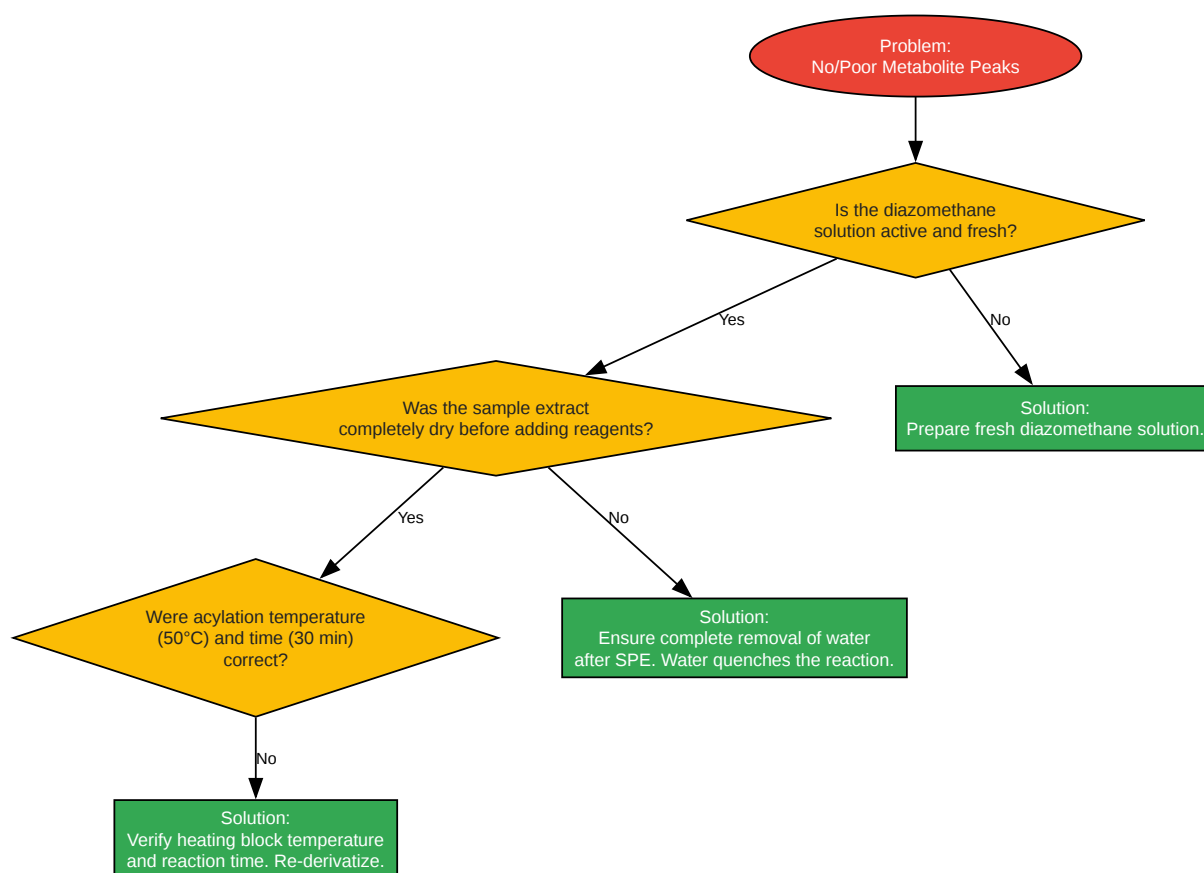 Problem:
No/Poor Metabolite Peaks
Is the diazomethane
solution active and fresh?
Yes
No
Was the sample extract
completely dry before adding reagents?
Solution:
Prepare fresh diazomethane solution.
Yes
No
Were acylation temperature
(50°C) and time (30 min)
correct?
Solution:
Ensure complete removal of water
after SPE. Water quenches the reaction.
No
Solution:
Verify heating block temperature
and reaction time. Re-derivatize.